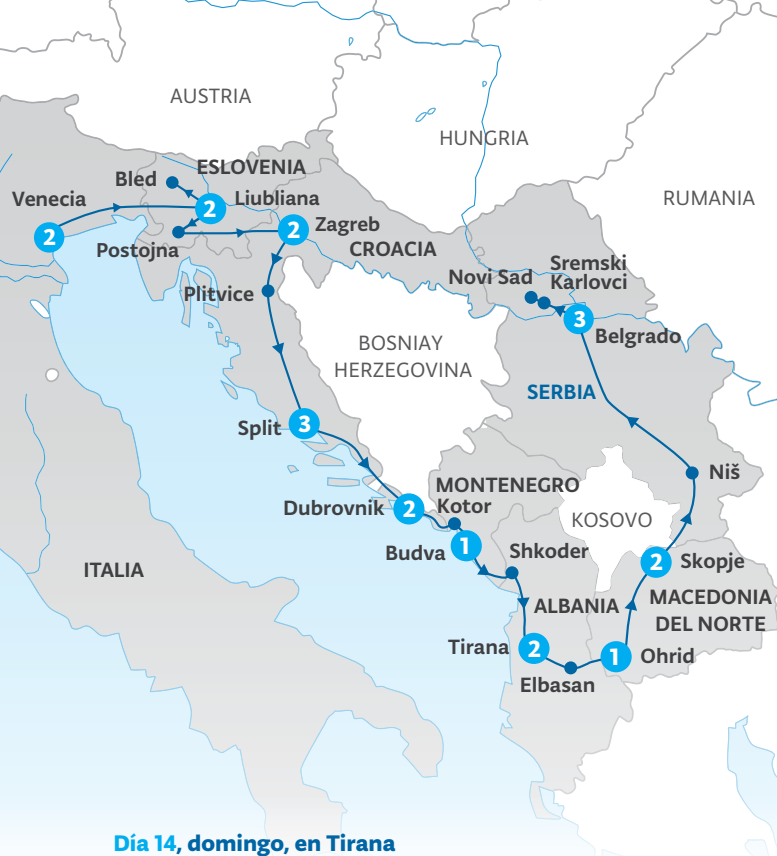 AUSTRIA
HUNGRIA
ESLOVENIA
Bled
Venecia
2
Liubliana
RUMANIA
2
2
Zagreb
Postojna
CROACIA
Sremski
Novi Sad
Karlovci
Plitvice
3
Belgrado
BOSNIAY
HERZEGOVINA
SERBIA
Split
3
Niš
MONTENEGRO
Dubrovnik
2
Kotor
KOSOVO
Budva
1
Shkoder
2
Skopje
ITALIA
ALBANIA
MACEDONIA
DEL NORTE
Tirana
2
1
Ohrid
Elbasan
Día 14, domingo, en Tirana